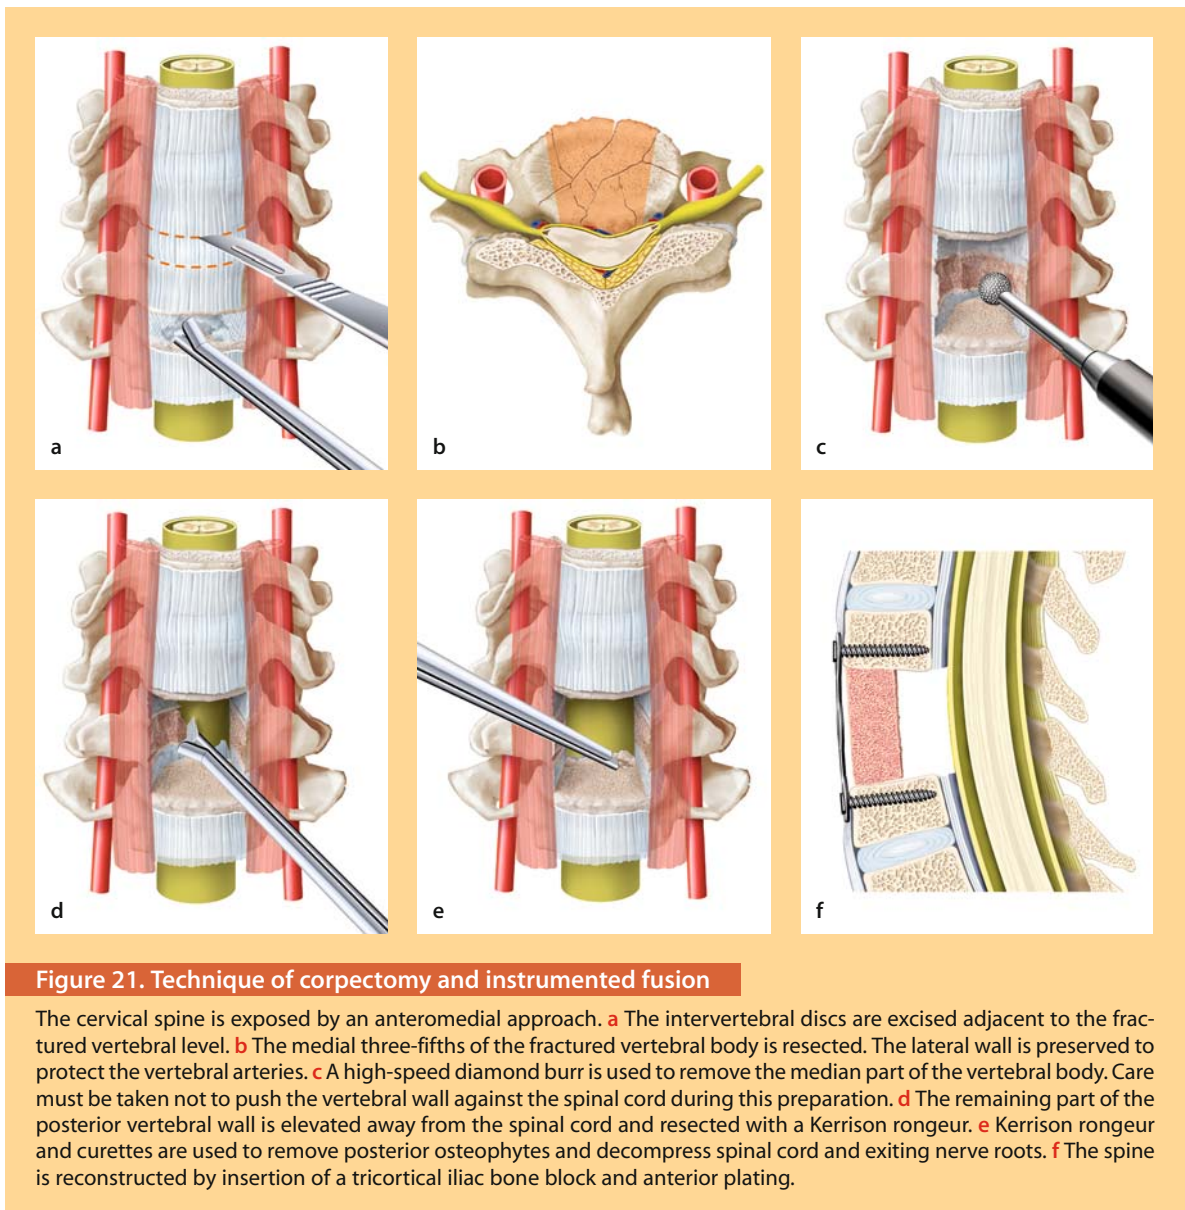 a
b
c
d
e
f
Figure 21. Technique of corpectomy and instrumented fusion
The cervical spine is exposed by an anteromedial approach. a The intervertebral discs are excised adjacent to the frac-
tured vertebral level. b The medial three-fifths of the fractured vertebral body is resected. The lateral wall is preserved to
protect the vertebral arteries. c A high-speed diamond burr is used to remove the median part of the vertebral body. Care
must be taken not to push the vertebral wall against the spinal cord during this preparation. d The remaining part of the
posterior vertebral wall is elevated away from the spinal cord and resected with a Kerrison rongeur. e Kerrison rongeur
and curettes are used to remove posterior osteophytes and decompress spinal cord and exiting nerve roots. f The spine
is reconstructed by insertion of a tricortical iliac bone block and anterior plating.